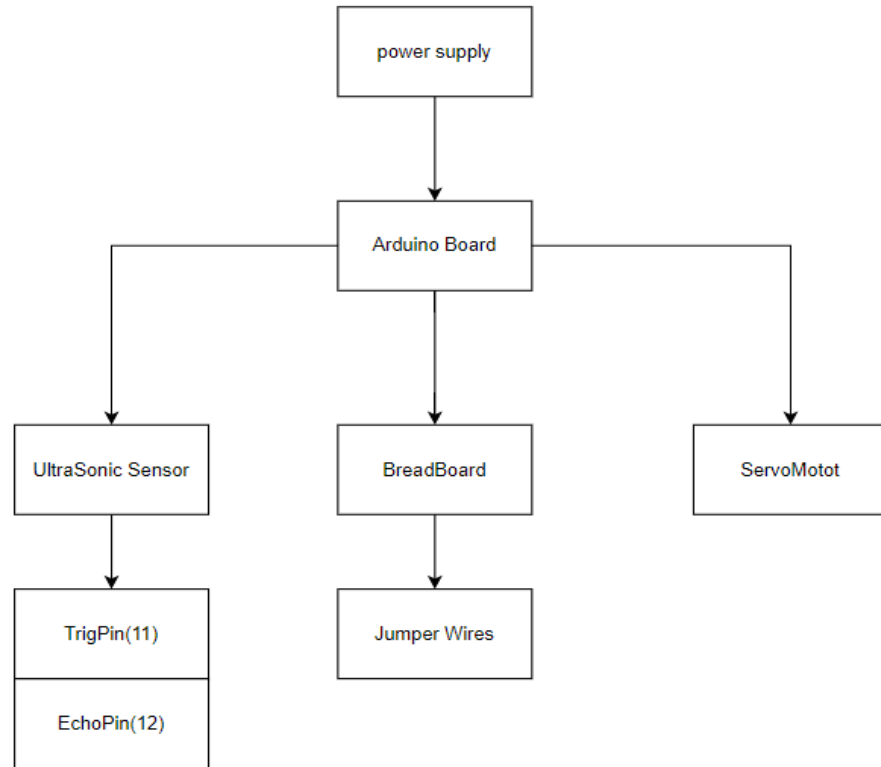 power supply
Arduino Board
UltraSonic Sensor
BreadBoard
ServoMotot
TrigPin(11)
Jumper Wires
EchoPin(12)